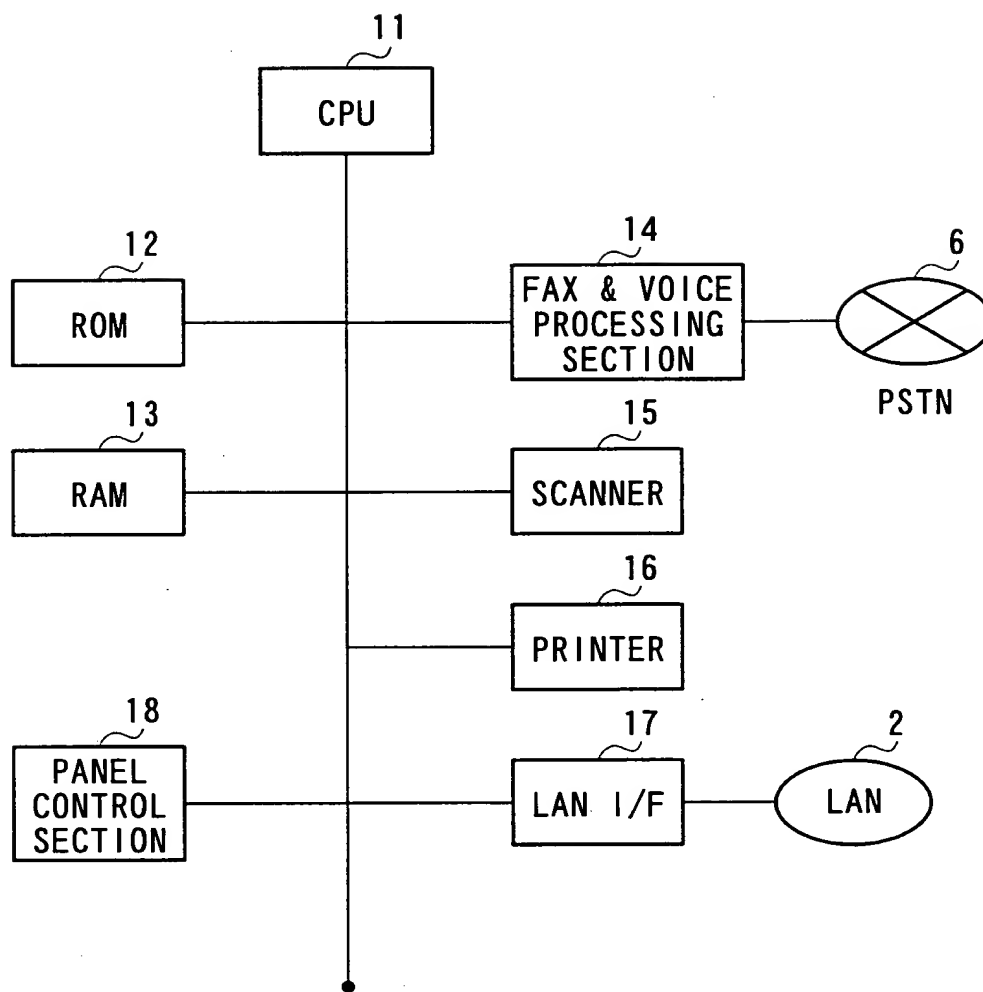 11
CPU
12
ROM
14
FAX & VOICE
PROCESSING
SECTION
6
PSTN
13
RAM
15
SCANNER
16
PRINTER
18
PANEL
CONTROL
SECTION
17
LAN I/F
2
LAN